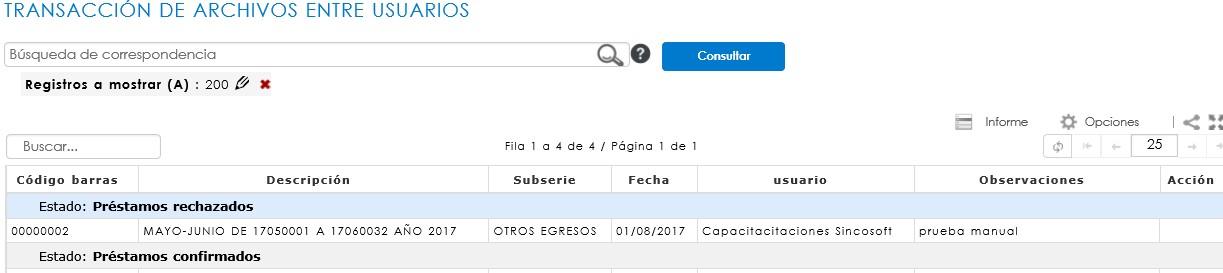 TRANSACCIÓN DE ARCHIVOS ENTRE USUARIOS
Búsqueda de correspondencia
?
Consultar
Registros a mostrar (A) : 200
Informe
Opciones
Buscar...
Fila 1 a 4 de 4 / Página 1 de 1
25
Código barras Descripción Subserie Fecha usuario Observaciones Acción
Estado: Préstamos rechazados
00000002 MAYO-JUNIO DE 17050001 A 17060032 AÑO 2017 OTROS EGRESOS 01/08/2017 Capacitacitaciones Sincosoft prueba manual
Estado: Préstamos confirmados